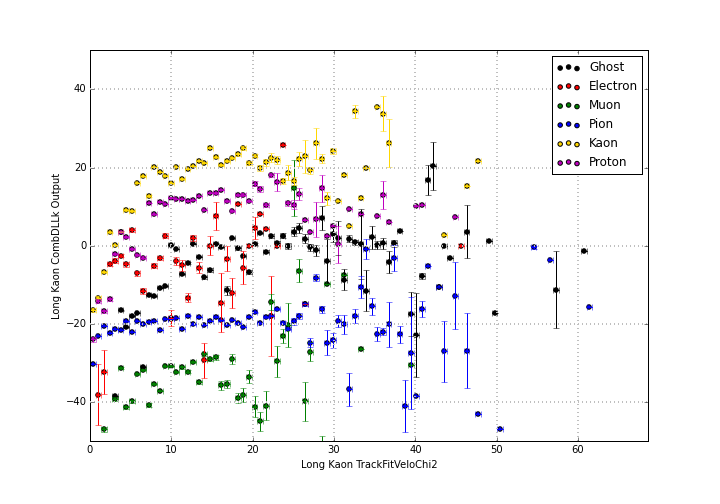 Ghost
Electron
Muon
Pion
Kaon
Proton
40
20
0
−20
−40
Long Kaon CombDLLk Output
0 10 20 30 40 50 60
Long Kaon TrackFitVeloChi2